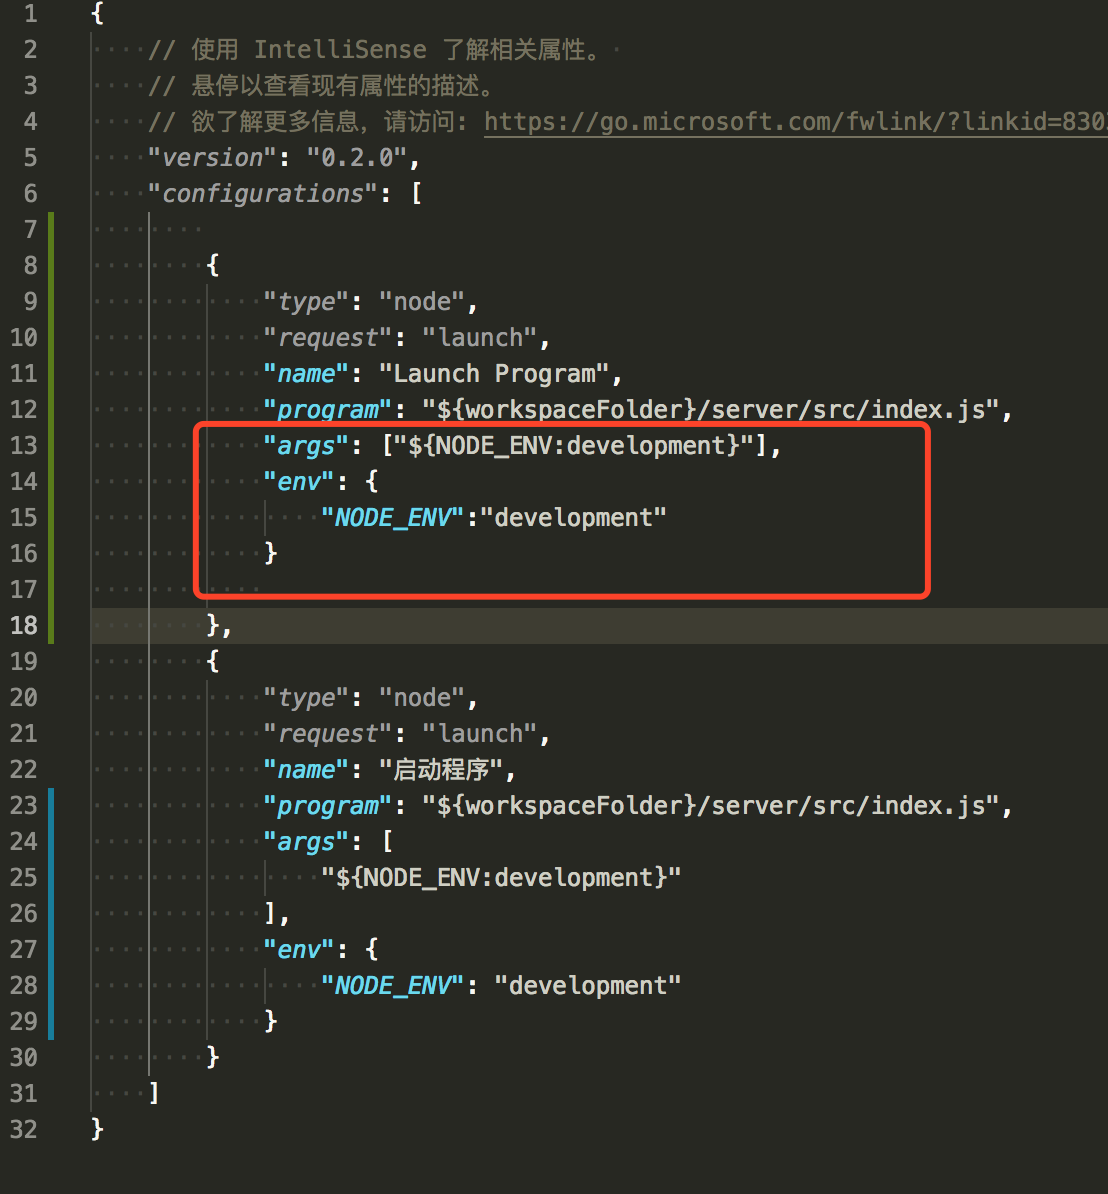 1 {
2 // 使用 IntelliSense 了解相关属性。
3 // 悬停以查看现有属性的描述。
4 // 欲了解更多信息，请访问: https://go.microsoft.com/fwlink/?linkid=830
5 "version": "0.2.0",
6 "configurations": [
7
8 {
9 "type": "node",
10 "request": "launch",
11 "name": "Launch Program",
12 "program": "${workspaceFolder}/server/src/index.js",
13 "args": ["${NODE_ENV:development}"],
14 "env": {
15 "NODE_ENV":"development"
16 }
17
18 },
19 {
20 "type": "node",
21 "request": "launch",
22 "name": "启动程序",
23 "program": "${workspaceFolder}/server/src/index.js",
24 "args": [
25 "${NODE_ENV:development}"
26 ],
27 "env": {
28 "NODE_ENV": "development"
29 }
30 }
31 ]
32 }